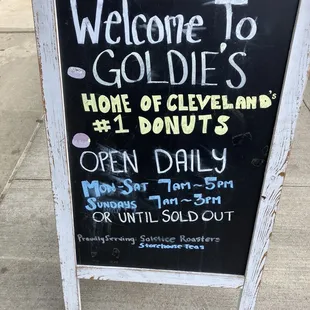 Welcome To
GOLDIE'S
HOME OF CLEVELAND'S
#1 DONUTS
OPEN DAILY
MON-SAT 7AM-5PM
SUNDAYS 7AM-3PM
OR UNTIL SOLD OUT
Proudly Serving: Solstice Roasters
Storehouse Teas